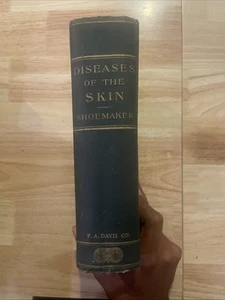 DISEASES
OF THE
SKIN
SHOEMAKER
F. A. DAVIS CO.